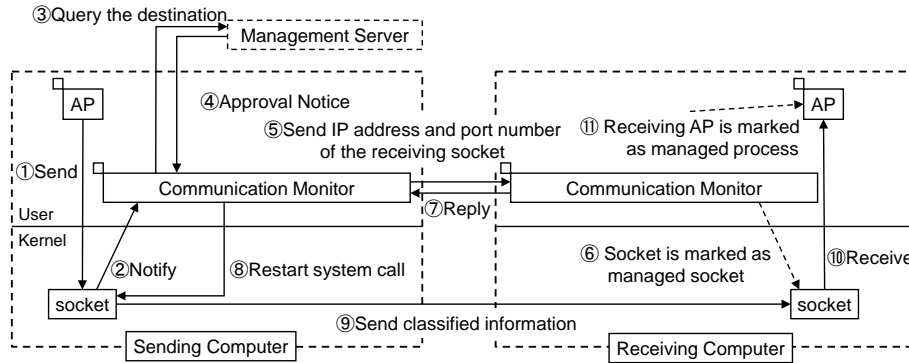 ③Query the destination
Management Server
AP
④Approval Notice
⑤Send IP address and port number
of the receiving socket
⑪ Receiving AP is marked
as managed process
AP
①Send
Communication Monitor
Communication Monitor
⑦Reply
User
Kernel
②Notify
⑧Restart system call
⑥ Socket is marked as
managed socket
⑩Receive
socket
socket
⑨Send classified information
Sending Computer
Receiving Computer